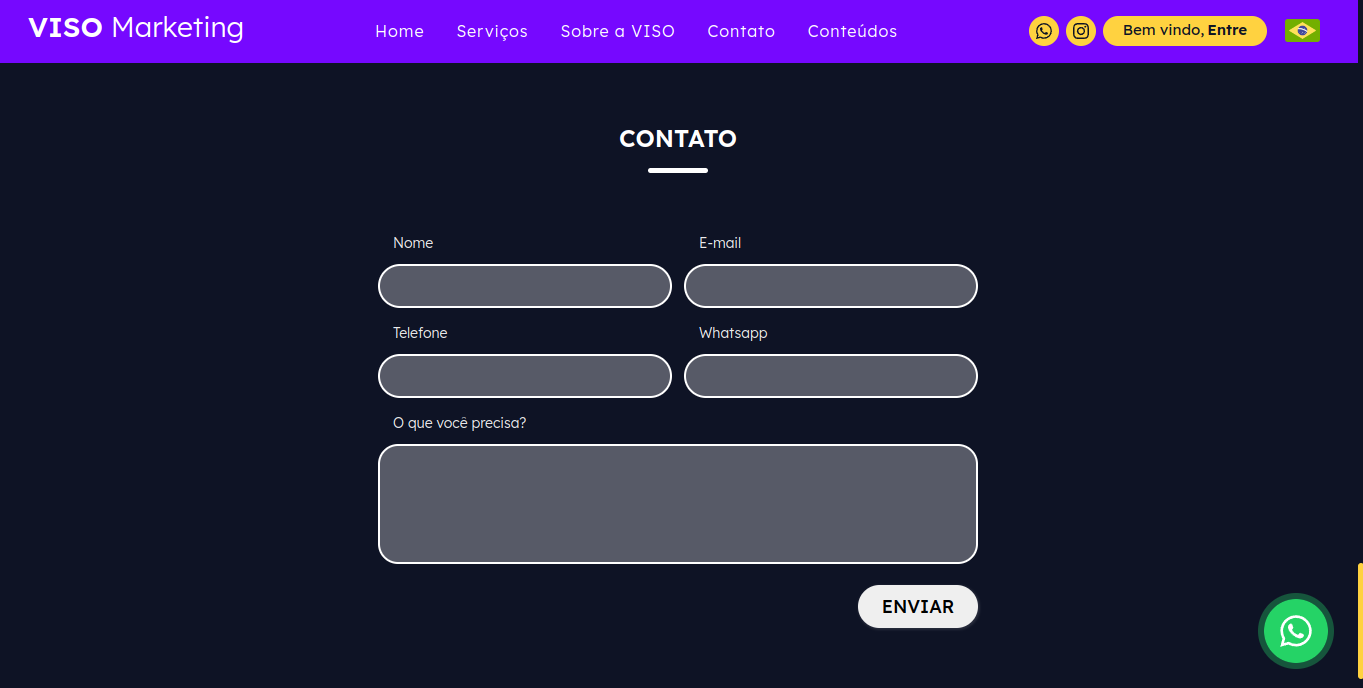 VISO Marketing
Home Serviços Sobre a VISO Contato Conteúdos
Bem vindo, Entre
CONTATO
Nome E-mail
Telefone Whatsapp
O que você precisa?
ENVIAR